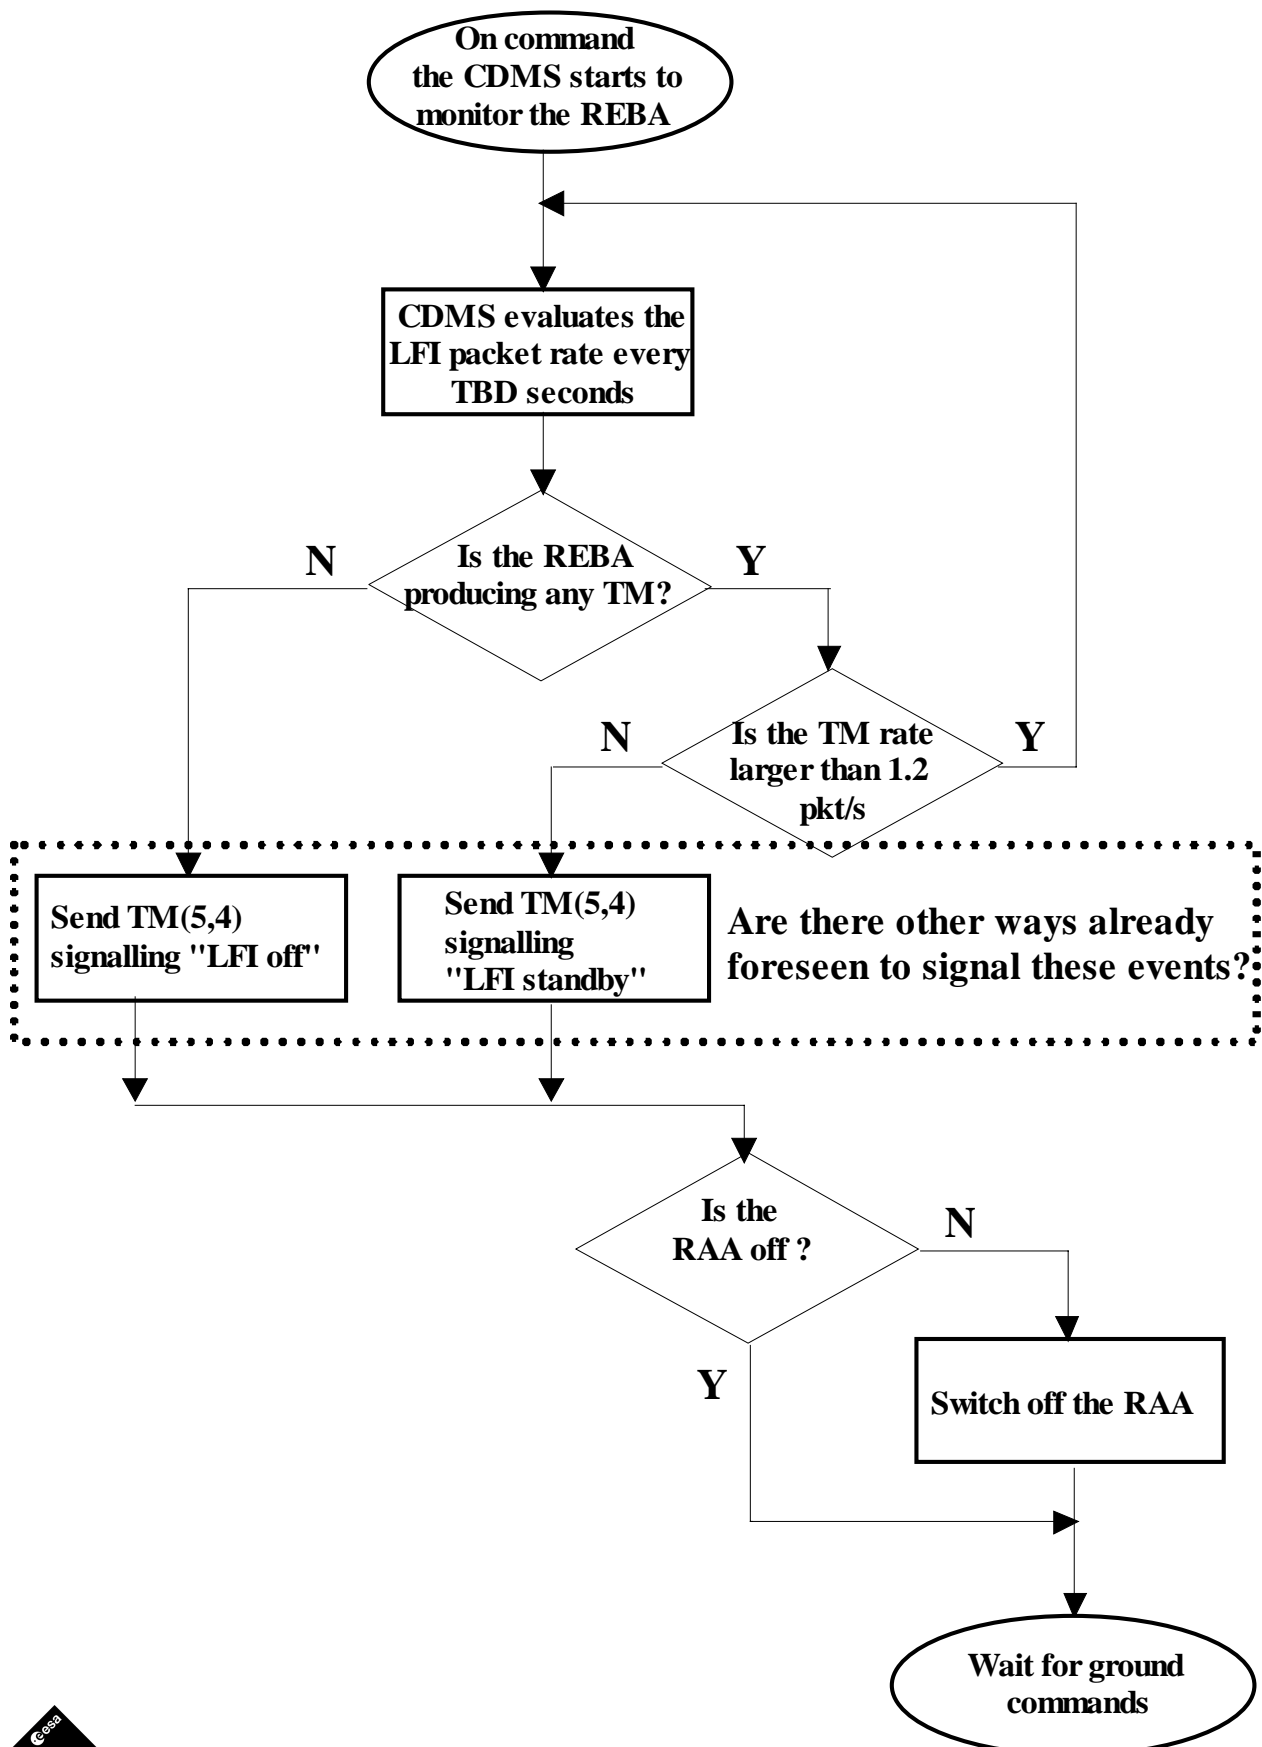 On command
the CDMS starts to
monitor the REBA
CDMS evaluates the
LFI packet rate every
TBD seconds
N
Is the REBA
producing any TM?
Y
N
Is the TM rate
larger than 1.2
pkt/s
Y
Send TM(5,4)
signalling "LFI off"
Send TM(5,4)
signalling
"LFI standby"
Are there other ways already
foreseen to signal these events?
Is the
RAA off ?
N
Y
Switch off the RAA
Wait for ground
commands
esa